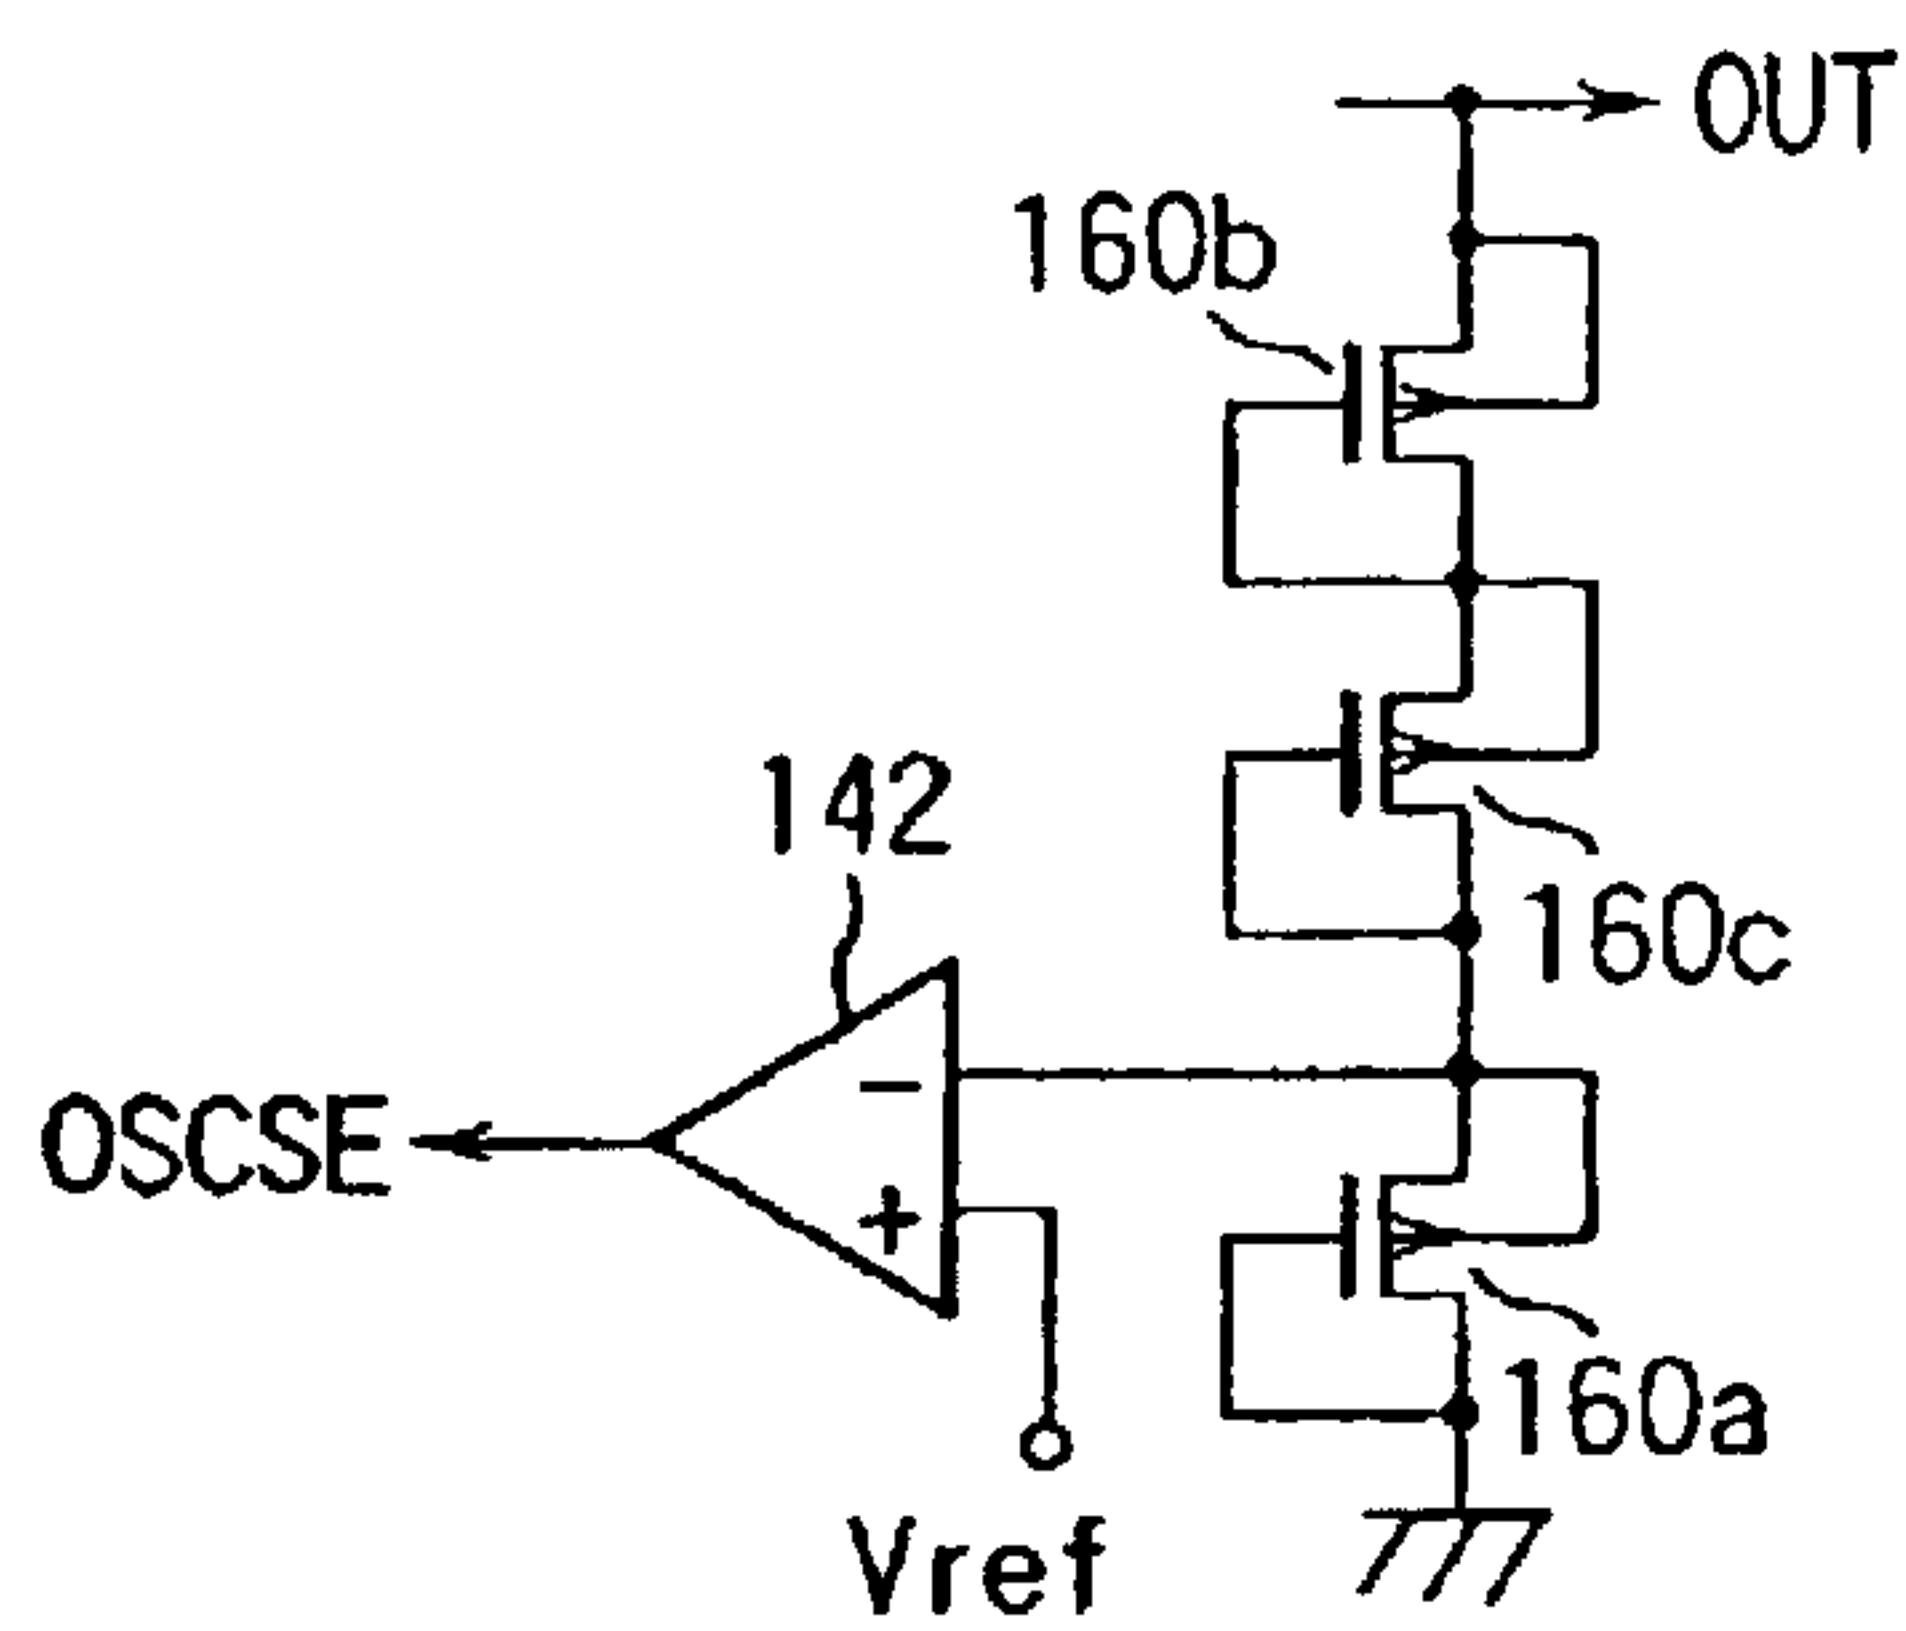 OUT
160b
142
160c
−
OSCSE
+
160a
Vref